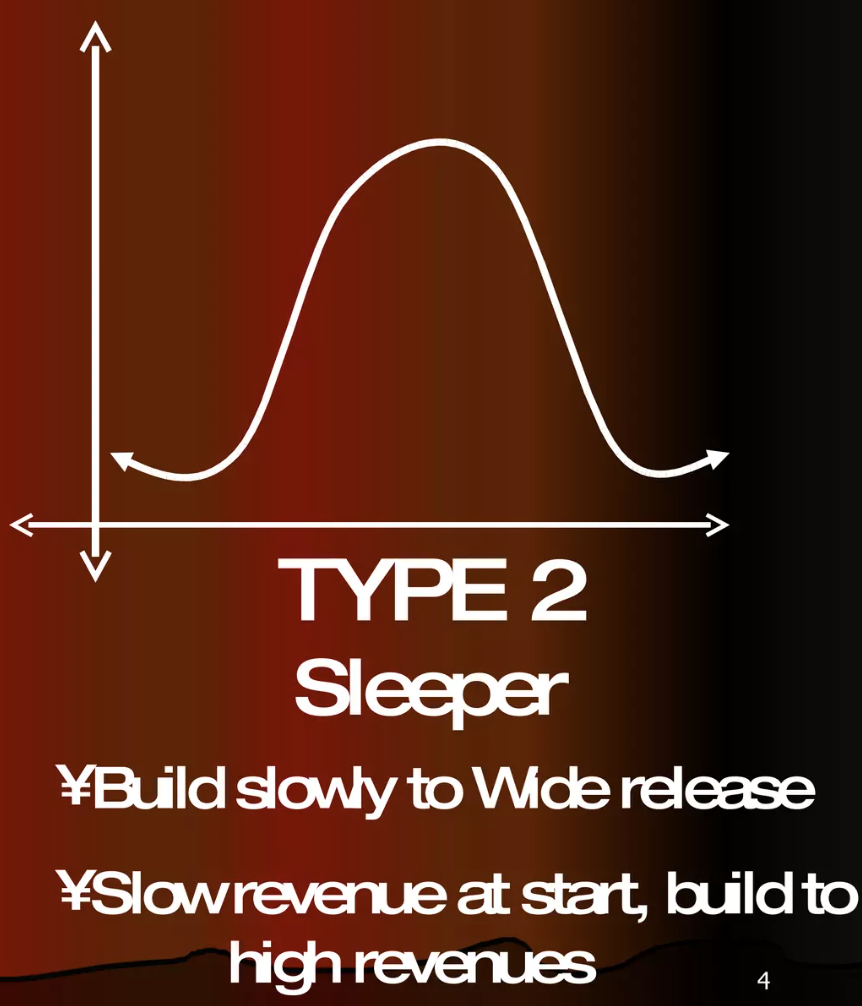 TYPE 2
Sleeper
¥Build slowly to Wide release
¥Slow revenue at start, build to
high revenues
4